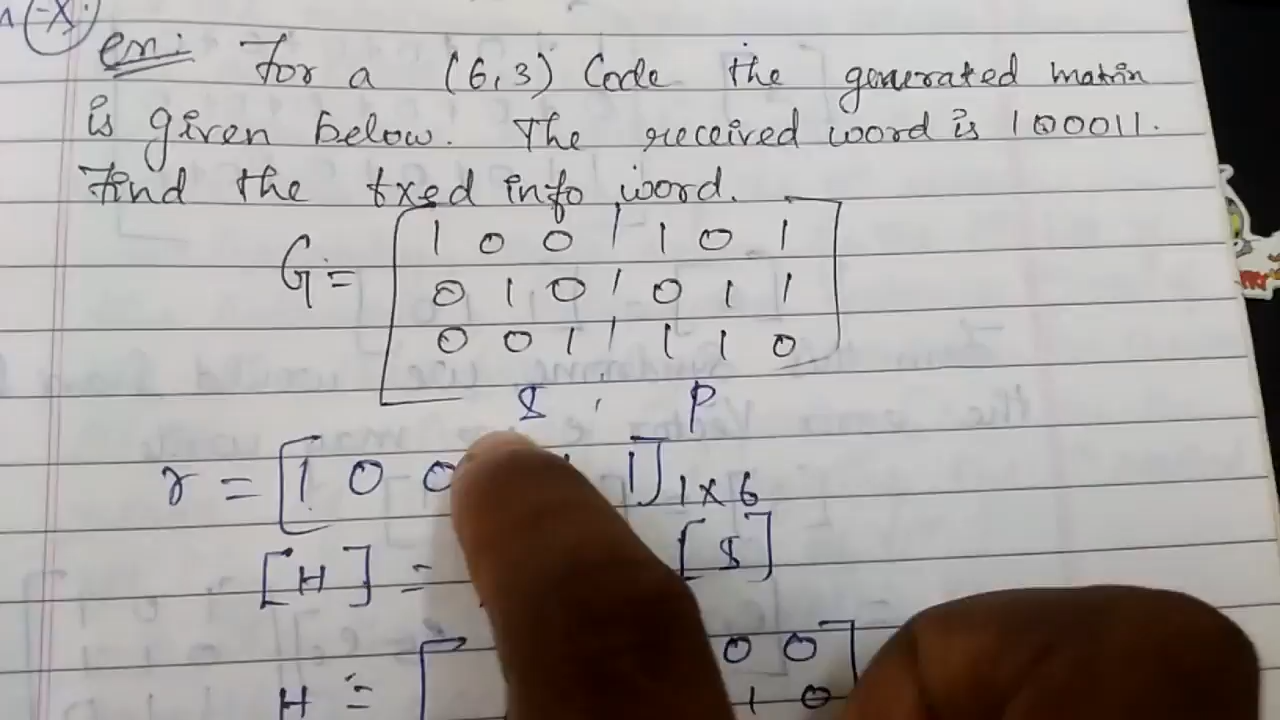 -x.
ex: For a (6,3) Code the generated matrix
is given below. The received word is 100011.
Find the txed info word.
G = [ 1 0 0 | 1 0 1
0 1 0 | 0 1 1
0 0 1 | 1 1 0 ]
I | P
r = [ 1 0 0 1 1 ] 1×6
[H] = [I]
H = [ 0 0 ]
1 0